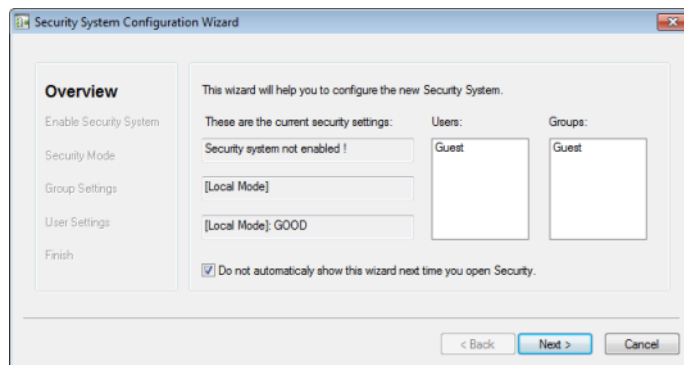 Security System Configuration Wizard
Overview
Enable Security System
Security Mode
Group Settings
User Settings
Finish
This wizard will help you to configure the new Security System.
These are the current security settings:
Security system not enabled !
[Local Mode]
[Local Mode]: GOOD
Users:
Guest
Groups:
Guest
Do not automaticaly show this wizard next time you open Security.
< Back
Next >
Cancel